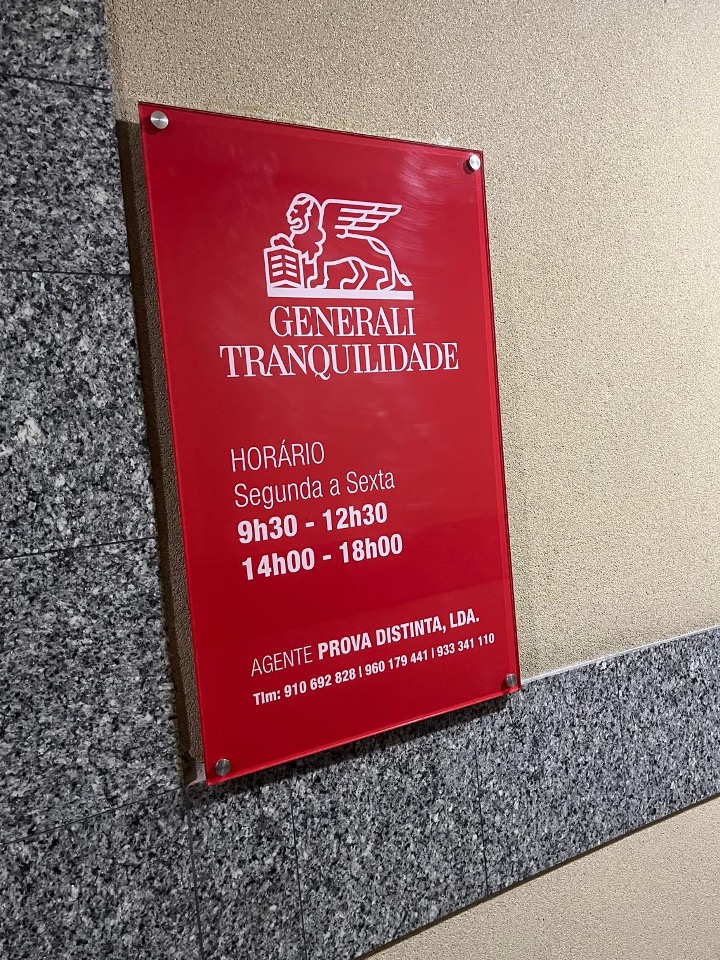 GENERALI
TRANQUILIDADE
HORÁRIO
Segunda a Sexta
9h30 - 12h30
14h00 - 18h00
AGENTE PROVA DISTINTA, LDA.
Tlm: 910 692 828 | 960 179 441 | 933 341 110